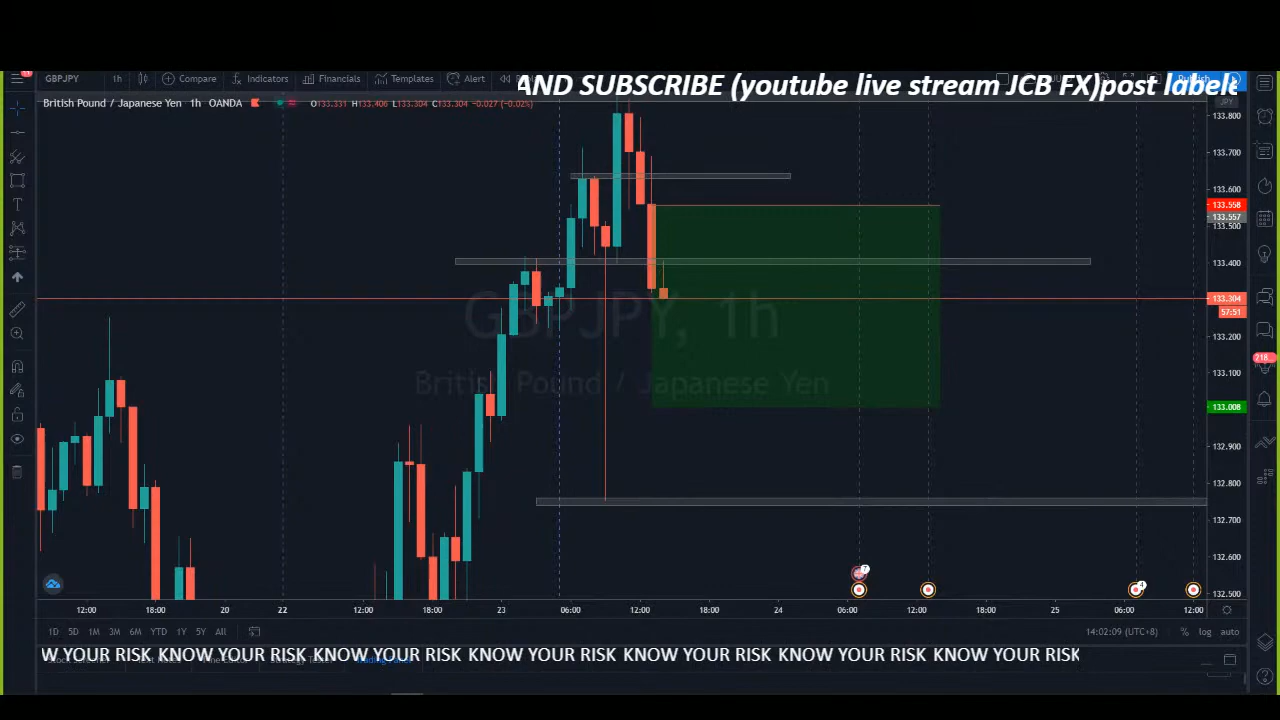 GBPJPY 1h Compare Indicators Financials Templates Alert Publish
AND SUBSCRIBE (youtube live stream JCB FX)post labele
British Pound / Japanese Yen · 1h · OANDA O133.331 H133.406 L133.304 C133.304 -0.027 (-0.02%)
JPY
133.800
133.700
133.600
133.558
133.557
133.500
133.400
133.304
57:51
133.200
133.100
133.008
132.900
132.800
132.700
132.600
132.500
GBPJPY, 1h
British Pound / Japanese Yen
218
7
4
12:00 18:00 20 22 12:00 18:00 23 06:00 12:00 18:00 24 06:00 12:00 18:00 25 06:00 12:00
1D 5D 1M 3M 6M YTD 1Y 5Y All 14:02:09 (UTC+8) % log auto
W YOUR RISK KNOW YOUR RISK KNOW YOUR RISK KNOW YOUR RISK KNOW YOUR RISK KNOW YOUR RISK KNOW YOUR RISK